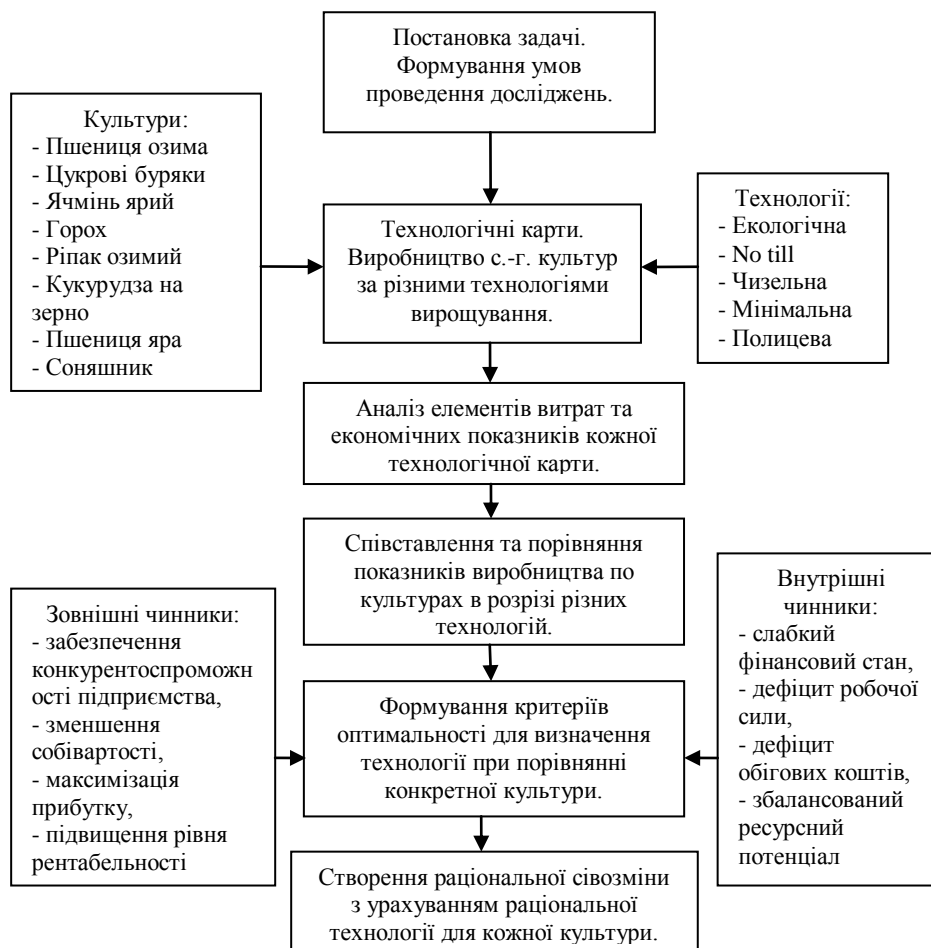 Постановка задачі.
Формування умов
проведення досліджень.
Культури:
- Пшениця озима
- Цукрові буряки
- Ячмінь ярий
- Горох
- Ріпак озимий
- Кукурудза на
зерно
- Пшениця яра
- Соняшник
Технологічні карти.
Виробництво с.-г. культур
за різними технологіями
вирощування.
Технології:
- Екологічна
- No till
- Чизельна
- Мінімальна
- Полицева
Аналіз елементів витрат та
економічних показників кожної
технологічної карти.
Співставлення та порівняння
показників виробництва по
культурах в розрізі різних
технологій.
Зовнішні чинники:
- забезпечення
конкурентоспроможн
ості підприємства,
- зменшення
собівартості,
- максимізація
прибутку,
- підвищення рівня
рентабельності
Формування критеріїв
оптимальності для визначення
технології при порівнянні
конкретної культури.
Внутрішні
чинники:
- слабкий
фінансовий стан,
- дефіцит робочої
сили,
- дефіцит
обігових коштів,
- збалансований
ресурсний
потенціал
Створення раціональної сівозміни
з урахуванням раціональної
технології для кожної культури.